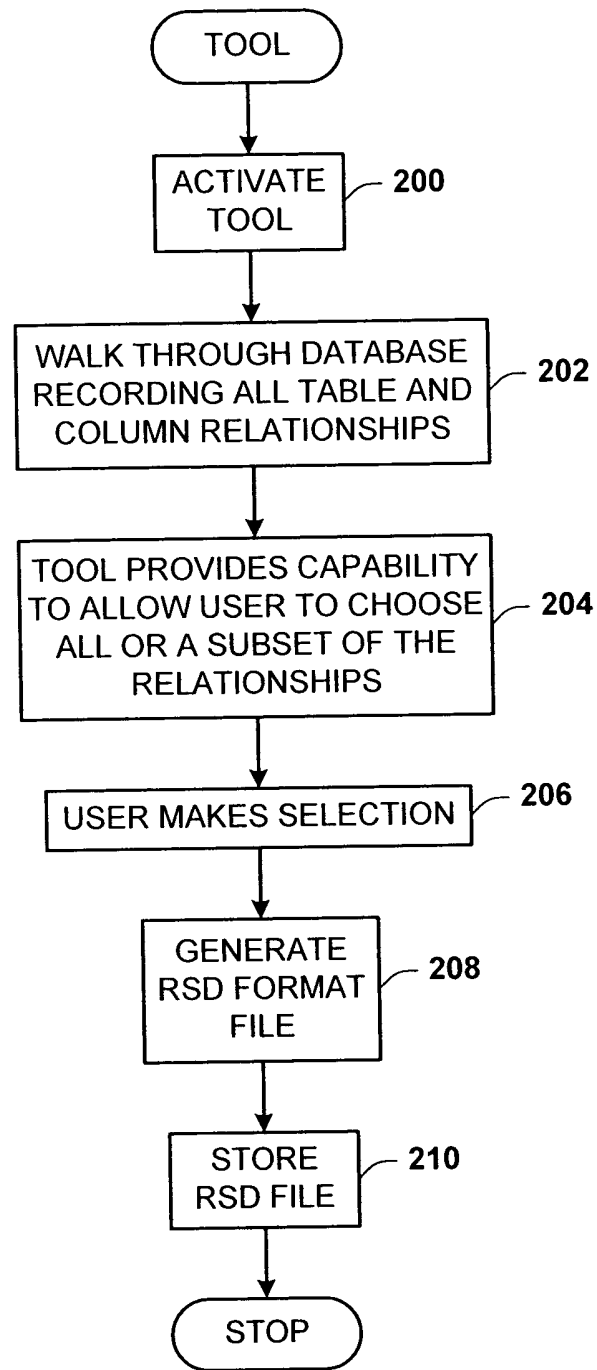 TOOL
ACTIVATE
TOOL
200
WALK THROUGH DATABASE
RECORDING ALL TABLE AND
COLUMN RELATIONSHIPS
202
TOOL PROVIDES CAPABILITY
TO ALLOW USER TO CHOOSE
ALL OR A SUBSET OF THE
RELATIONSHIPS
204
USER MAKES SELECTION
206
GENERATE
RSD FORMAT
FILE
208
STORE
RSD FILE
210
STOP